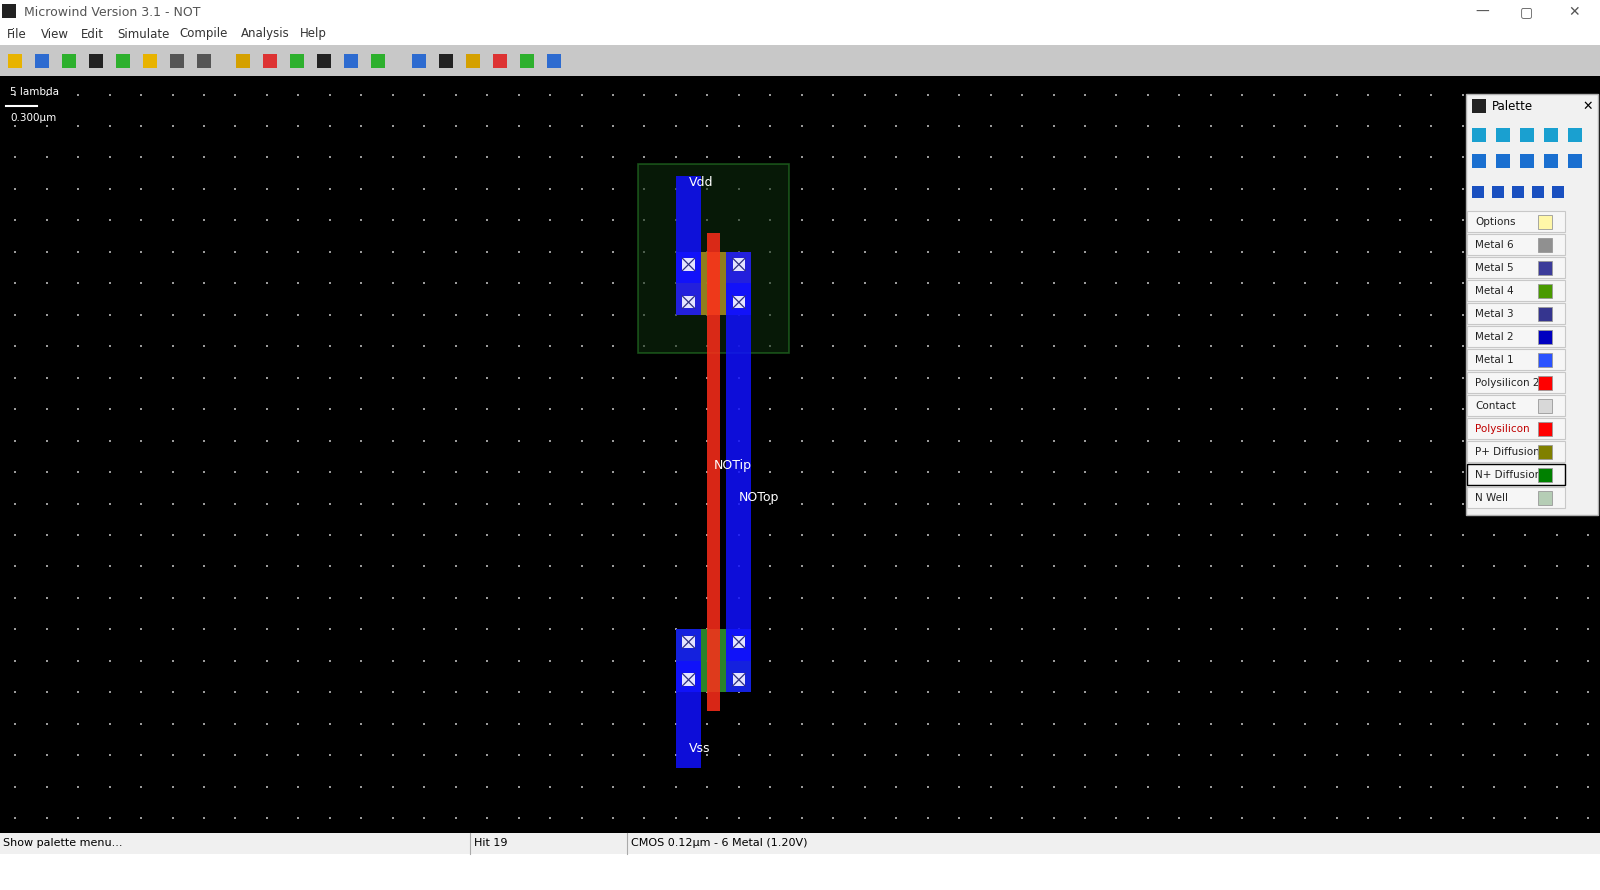 Microwind Version 3.1 - NOT
File View Edit Simulate Compile Analysis Help
5 lambda
0.300µm
Palette
Options
Metal 6
Metal 5
Metal 4
Metal 3
Metal 2
Metal 1
Polysilicon 2
Contact
Polysilicon
P+ Diffusion
N+ Diffusion
N Well
Vdd
NOTip
NOTop
Vss
Show palette menu...
Hit 19
CMOS 0.12µm - 6 Metal (1.20V)